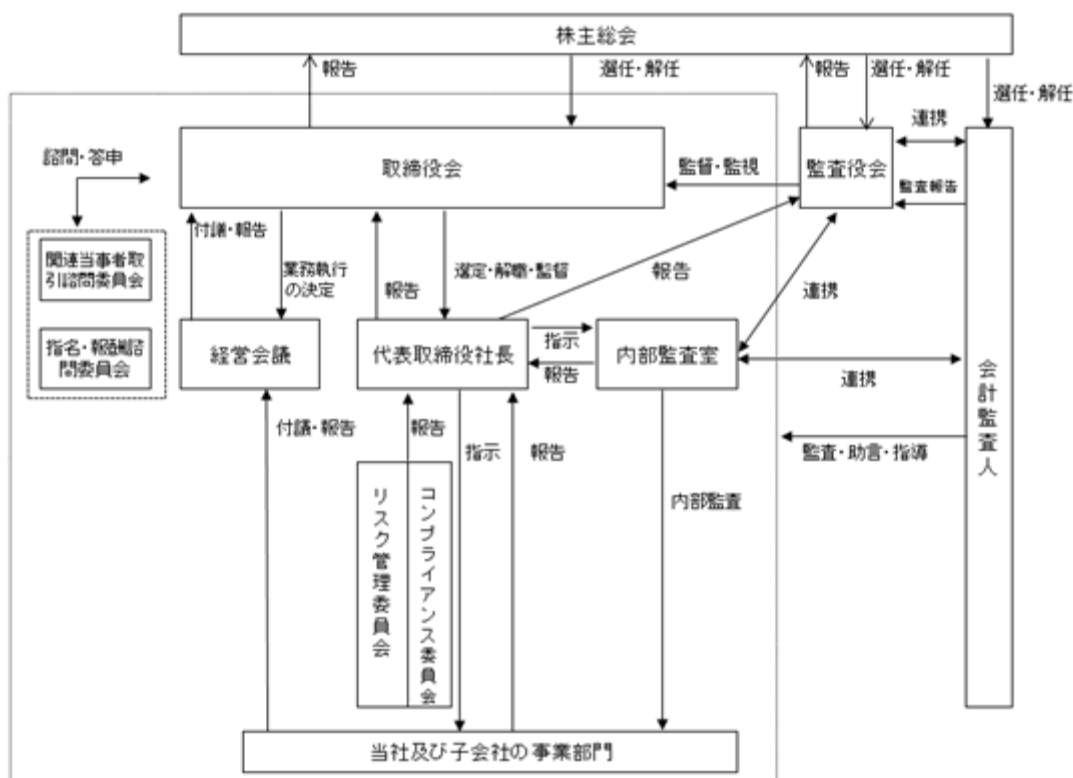 株主総会
報告
選任・解任
報告
選任・解任
選任・解任
諮問・答申
取締役会
監督・監視
監査役会
連携
監査報告
関連当事者取
引諮問委員会
指名・報酬諮
問委員会
付議・報告
業務執行
の決定
報告
選定・解職・監督
報告
連携
経営会議
代表取締役社長
指示
報告
内部監査室
連携
会計監査人
付議・報告
報告
指示
報告
監査・助言・指導
内部監査
リスク管理委員会
コンプライアンス委員会
当社及び子会社の事業部門